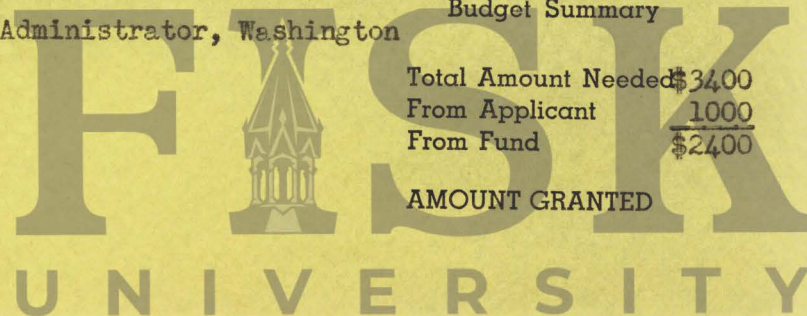 Budget Summary
Administrator, Washington
Total Amount Needed $3400
From Applicant 1000
From Fund $2400
AMOUNT GRANTED
FISK
UNIVERSITY